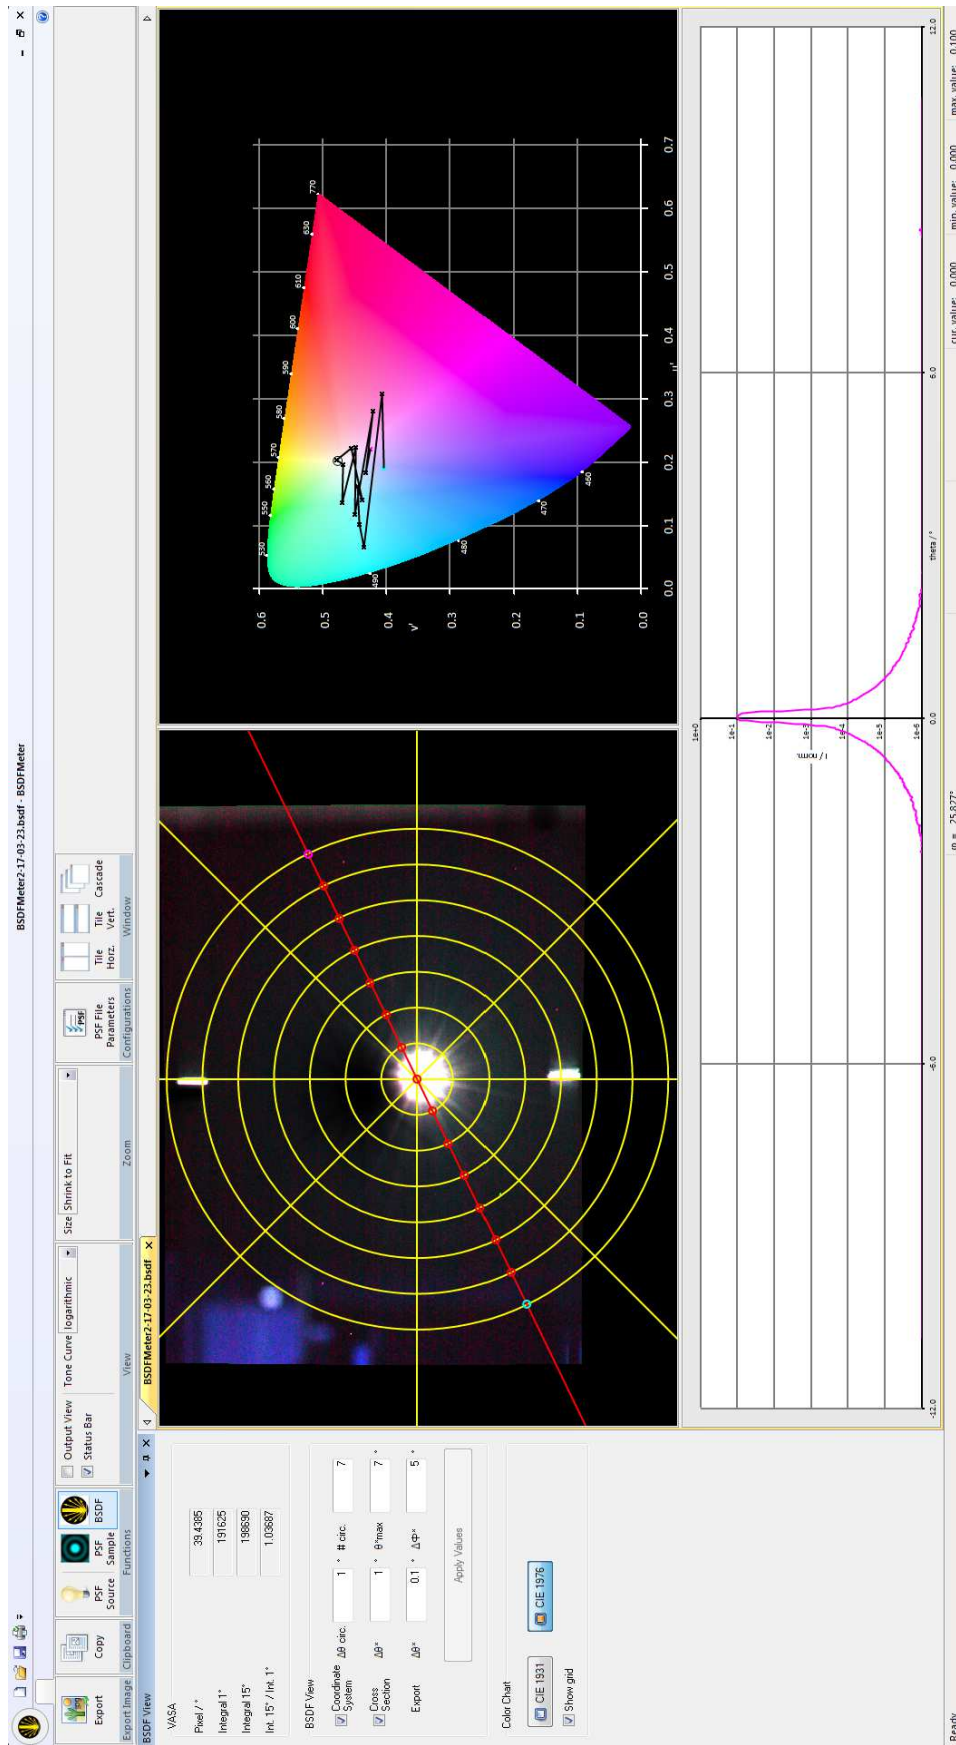 BSDFMeter2-17-03-23.bsdf - BSDFMeter
Export
Export Image
Copy
Clipboard
PSF
Source
PSF
Sample
BSDF
Functions
Output View
Status Bar
Tone Curve logarithmic
View
Size Shrink to Fit
Zoom
PSF
PSF File
Parameters
Configurations
Tile
Horz.
Tile
Vert.
Cascade
Window
BSDF View
VASA
Pixel / ° 39.4385
Integral 1° 191625
Integral 15° 198690
Int. 15° / Int. 1° 1.03687
BSDF View
Coordinate
System
Δθ circ. 1 ° # circ. 7
Cross
Section
Δθ* 1 ° θ*max 7 °
Export Δθ* 0.1 ° ΔΦ* 5 °
Apply Values
Color Chart
CIE 1931
CIE 1976
Show grid
BSDFMeter2-17-03-23.bsdf
0.6
0.5
0.4
0.3
0.2
0.1
0.0
v'
0.0
0.1
0.2
0.3
0.4
0.5
0.6
0.7
u'
460
470
480
490
530
550
560
570
580
590
600
610
630
770
1e+0
1e-1
1e-2
1e-3
1e-4
1e-5
1e-6
I / norm.
-12.0
-6.0
0.0
6.0
12.0
theta / °
Ready
φ = 25.827°
cur. value: 0.000
min. value: 0.000
max. value: 0.100